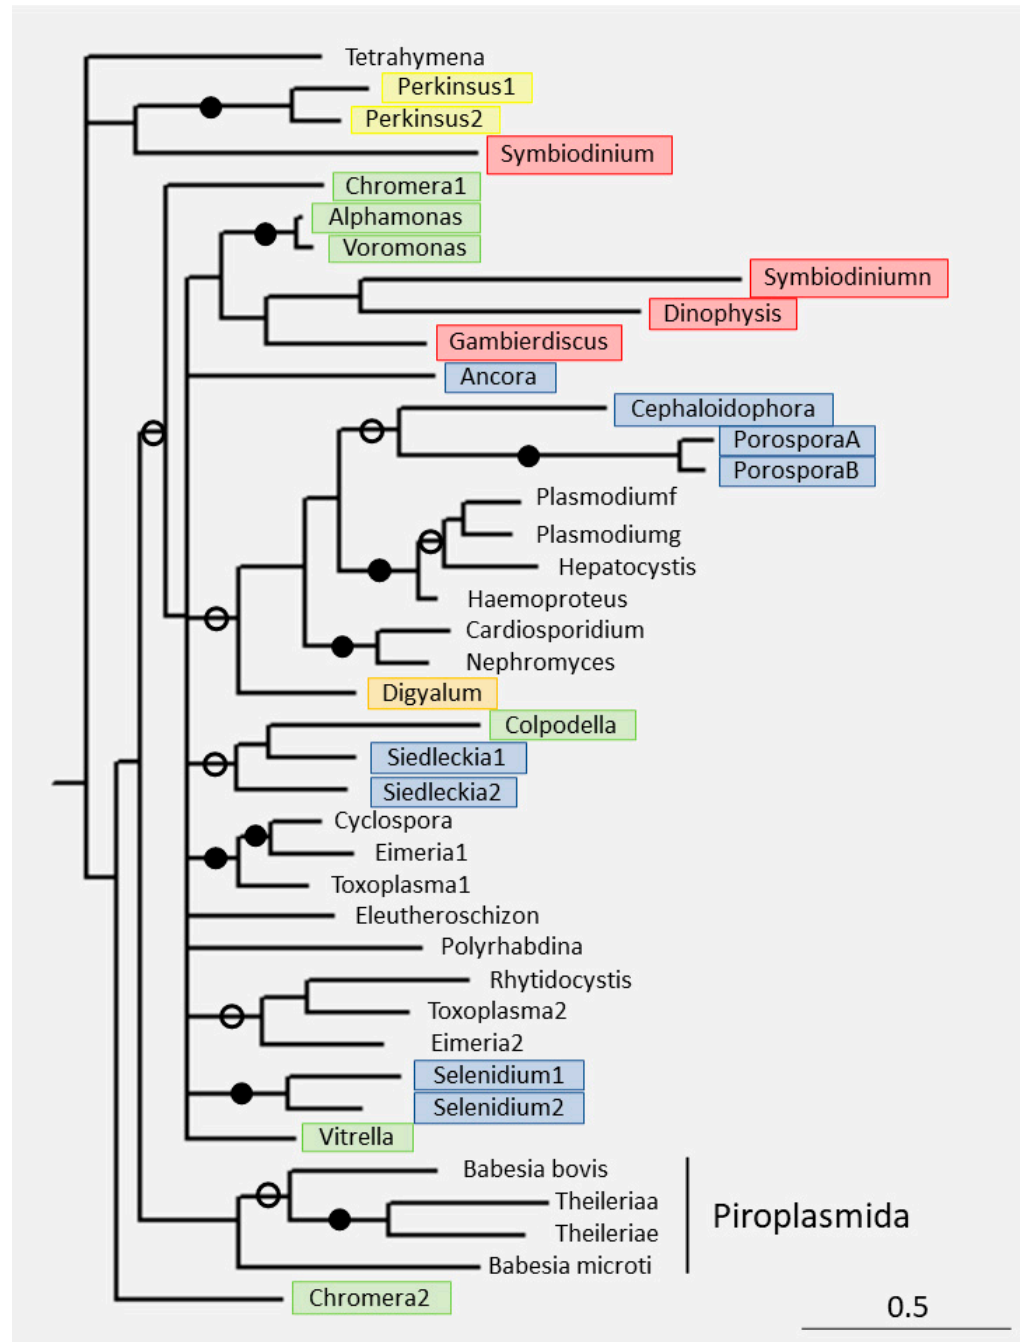 Tetrahymena
Perkinsus1
Perkinsus2
Symbiodinium
Chromera1
Alphamonas
Voromonas
Symbiodiniumn
Dinophysis
Gambierdiscus
Ancora
Cephaloidophora
PorosporaA
PorosporaB
Plasmodiumf
Plasmodiumg
Hepatocystis
Haemoproteus
Cardiosporidium
Nephromyces
Digyalum
Colpodella
Siedleckia1
Siedleckia2
Cyclospora
Eimeria1
Toxoplasma1
Eleutheroschizon
Polyrhabdina
Rhytidocystis
Toxoplasma2
Eimeria2
Selenidium1
Selenidium2
Vitrella
Babesia bovis
Theileriaa
Piroplasmida
Theileriae
Babesia microti
Chromera2
0.5